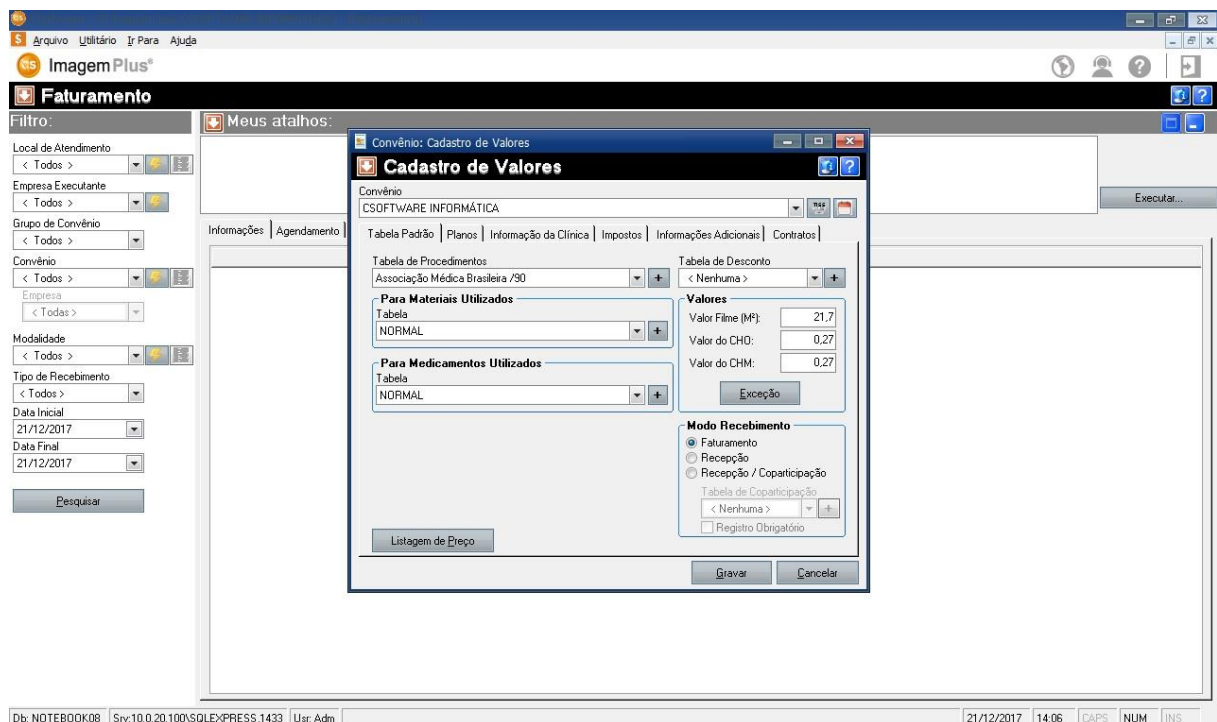 S Arquivo Utilitário Ir Para Ajuda
cis ImagemPlus®
Faturamento
Filtro:
Meus atalhos:
Local de Atendimento
< Todos >
Empresa Executante
< Todos >
Grupo de Convênio
< Todos >
Convênio
< Todos >
Empresa
< Todas >
Modalidade
< Todos >
Tipo de Recebimento
< Todos >
Data Inicial
21/12/2017
Data Final
21/12/2017
Pesquisar
Executar...
Informações Agendamento
Convênio: Cadastro de Valores
Cadastro de Valores
Convênio
CSOFTWARE INFORMÁTICA
Tabela Padrão Planos Informação da Clínica Impostos Informações Adicionais Contratos
Tabela de Procedimentos
Associação Médica Brasileira /90
Tabela de Desconto
< Nenhuma >
Para Materiais Utilizados
Tabela
NORMAL
Para Medicamentos Utilizados
Tabela
NORMAL
Valores
Valor Filme (M²): 21,7
Valor do CHO: 0,27
Valor do CHM: 0,27
Exceção
Modo Recebimento
Faturamento
Recepção
Recepção / Coparticipação
Tabela de Coparticipação
< Nenhuma >
Registro Obrigatório
Listagem de Preço
Gravar Cancelar
Db: NOTEBOOK08 Srv:10.0.20.100\SQLEXPRESS,1433 Usr: Adm 21/12/2017 14:06 CAPS NUM INS